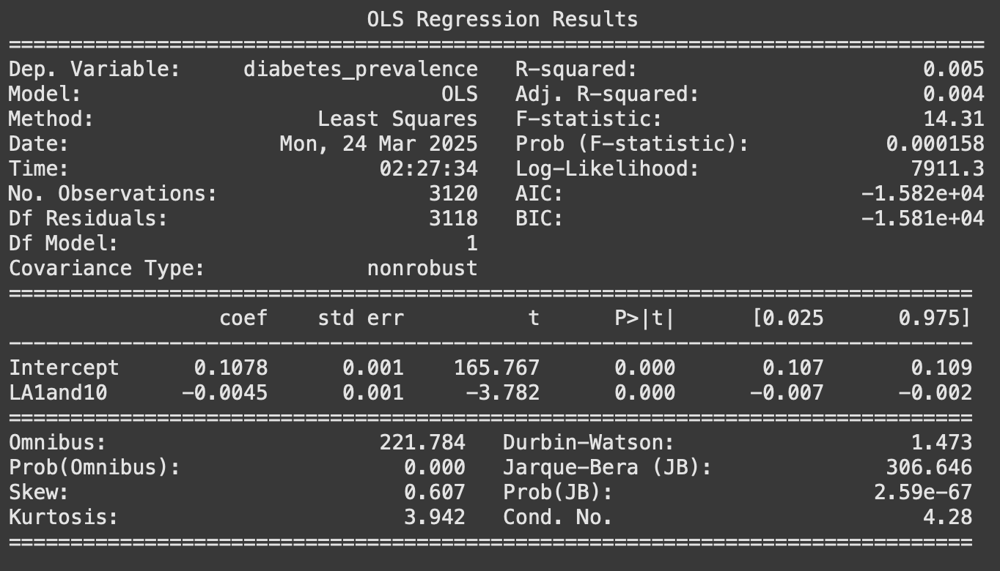 OLS Regression Results
==============================================================================
Dep. Variable:     diabetes_prevalence   R-squared:                       0.005
Model:                             OLS   Adj. R-squared:                  0.004
Method:                  Least Squares   F-statistic:                     14.31
Date:                 Mon, 24 Mar 2025   Prob (F-statistic):           0.000158
Time:                         02:27:34   Log-Likelihood:                 7911.3
No. Observations:                 3120   AIC:                        -1.582e+04
Df Residuals:                     3118   BIC:                        -1.581e+04
Df Model:                            1
Covariance Type:             nonrobust
==============================================================================
coef    std err          t      P>|t|      [0.025      0.975]
------------------------------------------------------------------------------
Intercept      0.1078      0.001    165.767      0.000       0.107       0.109
LA1and10      -0.0045      0.001     -3.782      0.000      -0.007      -0.002
==============================================================================
Omnibus:                      221.784   Durbin-Watson:                   1.473
Prob(Omnibus):                  0.000   Jarque-Bera (JB):              306.646
Skew:                           0.607   Prob(JB):                     2.59e-67
Kurtosis:                       3.942   Cond. No.                         4.28
==============================================================================